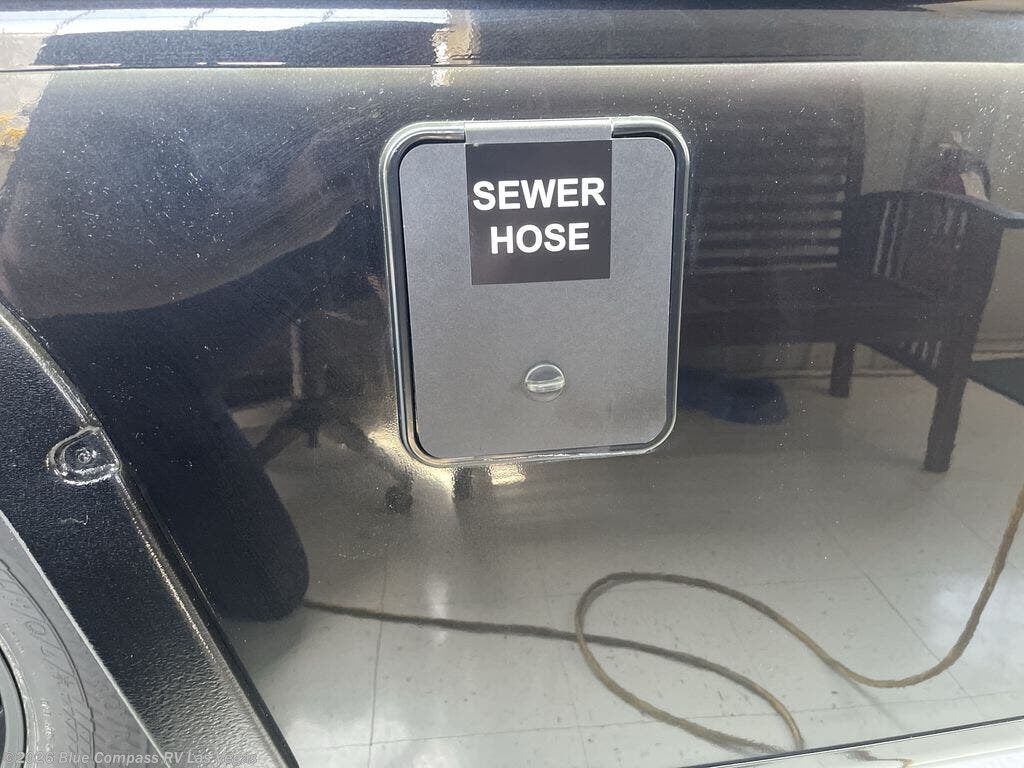 SEWER
HOSE
© 2025 Blue Compass RV Las Vegas